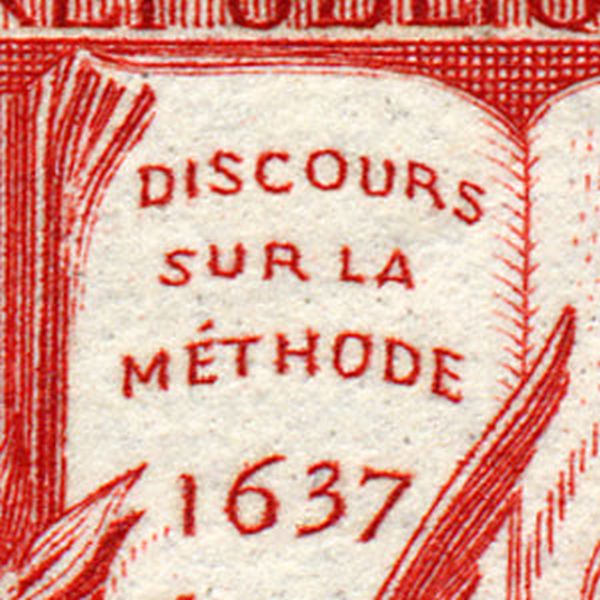 DISCOURS
SUR LA
MÉTHODE
1637